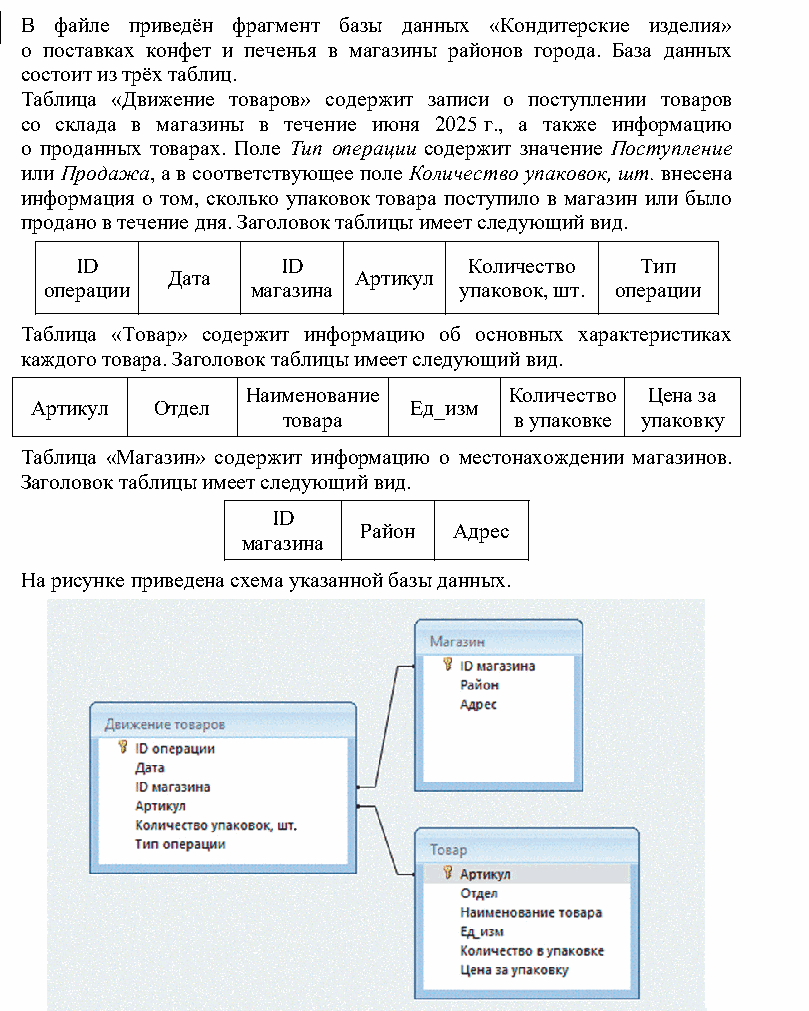 В файле приведён фрагмент базы данных «Кондитерские изделия»
о поставках конфет и печенья в магазины районов города. База данных
состоит из трёх таблиц.
Таблица «Движение товаров» содержит записи о поступлении товаров
со склада в магазины в течение июня 2025 г., а также информацию
о проданных товарах. Поле Тип операции содержит значение Поступление
или Продажа, а в соответствующее поле Количество упаковок, шт. внесена
информация о том, сколько упаковок товара поступило в магазин или было
продано в течение дня. Заголовок таблицы имеет следующий вид.
ID операции
Дата
ID магазина
Артикул
Количество упаковок, шт.
Тип операции
Таблица «Товар» содержит информацию об основных характеристиках
каждого товара. Заголовок таблицы имеет следующий вид.
Артикул
Отдел
Наименование товара
Ед_изм
Количество в упаковке
Цена за упаковку
Таблица «Магазин» содержит информацию о местонахождении магазинов.
Заголовок таблицы имеет следующий вид.
ID магазина
Район
Адрес
На рисунке приведена схема указанной базы данных.
Движение товаров
ID операции
Дата
ID магазина
Артикул
Количество упаковок, шт.
Тип операции
Магазин
ID магазина
Район
Адрес
Товар
Артикул
Отдел
Наименование товара
Ед_изм
Количество в упаковке
Цена за упаковку